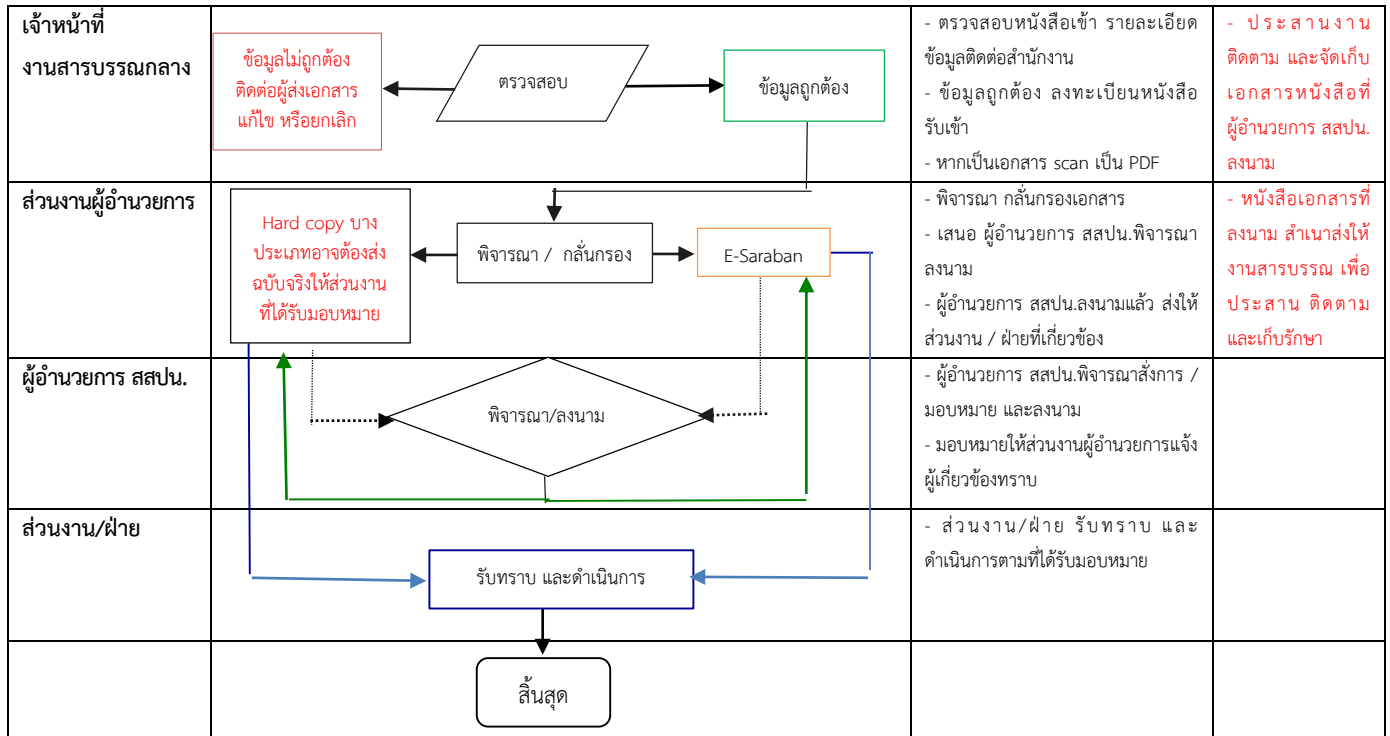 เจ้าหน้าที่
งานสารบรรณกลาง
ข้อมูลไม่ถูกต้อง
ติดต่อผู้ส่งเอกสาร
แก้ไข หรือยกเลิก
ตรวจสอบ
ข้อมูลถูกต้อง
- ตรวจสอบหนังสือเข้า รายละเอียด
ข้อมูลติดต่อสำนักงาน
- ข้อมูลถูกต้อง ลงทะเบียนหนังสือ
รับเข้า
- หากเป็นเอกสาร scan เป็น PDF
- ประสานงาน
ติดตาม และจัดเก็บ
เอกสารหนังสือที่
ผู้อำนวยการ สสปน.
ลงนาม
ส่วนงานผู้อำนวยการ
Hard copy บาง
ประเภทอาจต้องส่ง
ฉบับจริงให้ส่วนงาน
ที่ได้รับมอบหมาย
พิจารณา / กลั่นกรอง
E-Saraban
- พิจารณา กลั่นกรองเอกสาร
- เสนอ ผู้อำนวยการ สสปน.พิจารณา
ลงนาม
- ผู้อำนวยการ สสปน.ลงนามแล้ว ส่งให้
ส่วนงาน / ฝ่ายที่เกี่ยวข้อง
- หนังสือเอกสารที่
ลงนาม สำเนาส่งให้
งานสารบรรณ เพื่อ
ประสาน ติดตาม
และเก็บรักษา
ผู้อำนวยการ สสปน.
พิจารณา/ลงนาม
- ผู้อำนวยการ สสปน.พิจารณาสั่งการ /
มอบหมาย และลงนาม
- มอบหมายให้ส่วนงานผู้อำนวยการแจ้ง
ผู้เกี่ยวข้องทราบ
ส่วนงาน/ฝ่าย
รับทราบ และดำเนินการ
- ส่วนงาน/ฝ่าย รับทราบ และ
ดำเนินการตามที่ได้รับมอบหมาย
สิ้นสุด